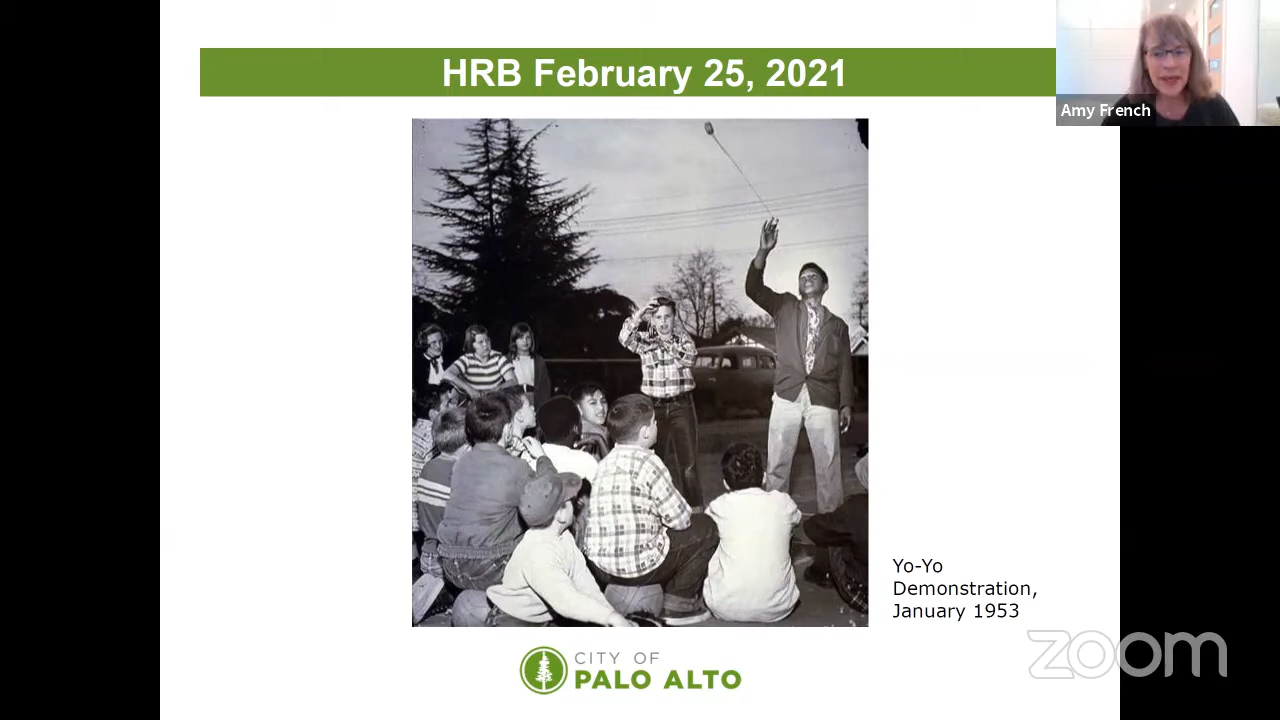 HRB February 25, 2021
Amy French
Yo-Yo
Demonstration,
January 1953
CITY OF
PALO ALTO
zoom